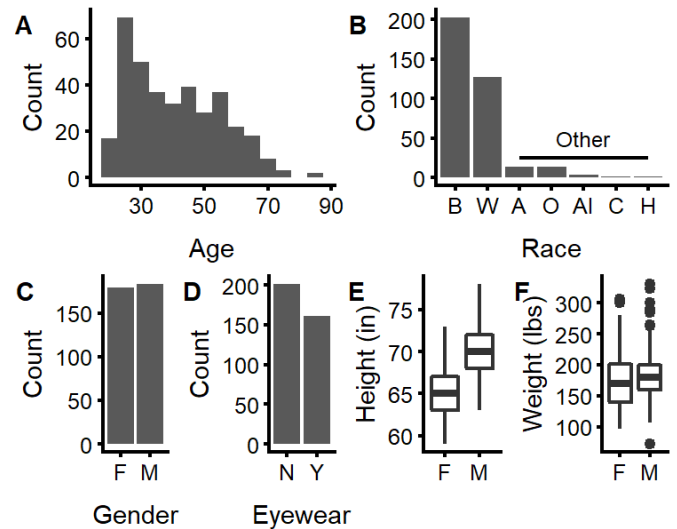 A
Count
60
40
20
0
30 50 70 90
Age
B
Count
200
150
100
50
0
Other
B W A O AI C H
Race
C
Count
150
100
50
0
F M
Gender
D
Count
200
150
100
50
0
N Y
Eyewear
E
Height (in)
75
70
65
60
F M
F
Weight (lbs)
300
250
200
150
100
F M